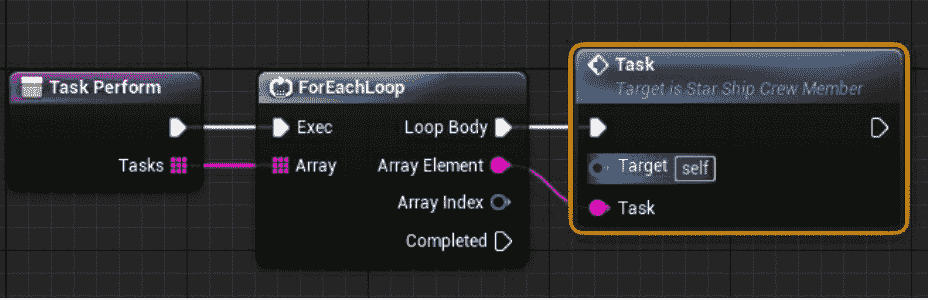 Task Perform
Tasks
ForEachLoop
Exec
Loop Body
Array
Array Element
Array Index
Completed
Task
Target is Star Ship Crew Member
Target self
Task